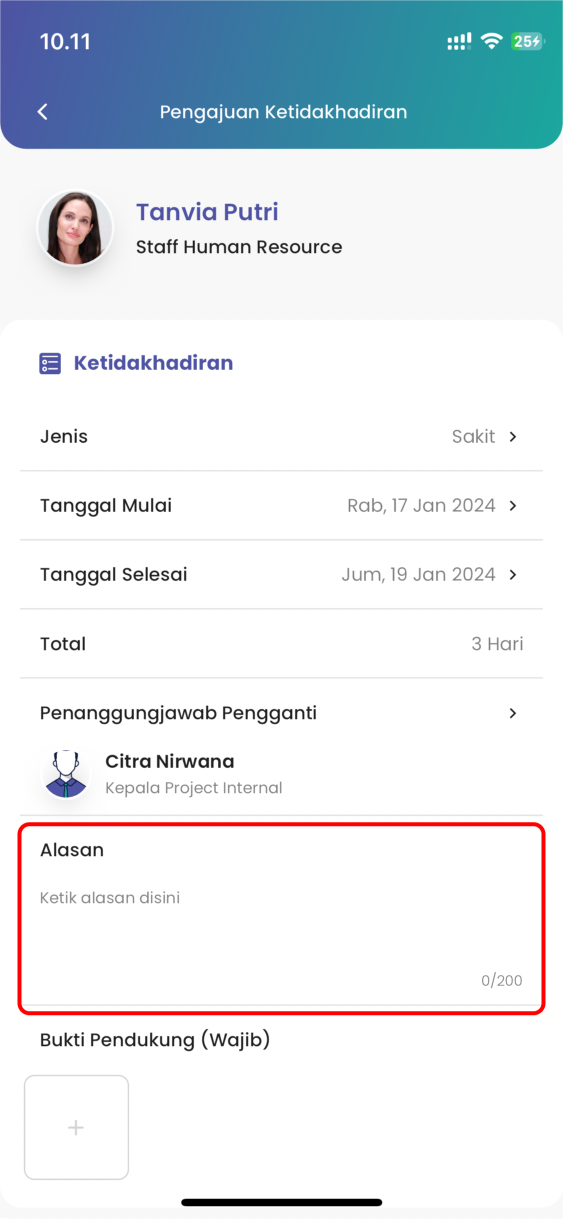 10.11
25
Pengajuan Ketidakhadiran
Tanvia Putri
Staff Human Resource
Ketidakhadiran
Jenis Sakit
Tanggal Mulai Rab, 17 Jan 2024
Tanggal Selesai Jum, 19 Jan 2024
Total 3 Hari
Penanggungjawab Pengganti
Citra Nirwana
Kepala Project Internal
Alasan
Ketik alasan disini
0/200
Bukti Pendukung (Wajib)